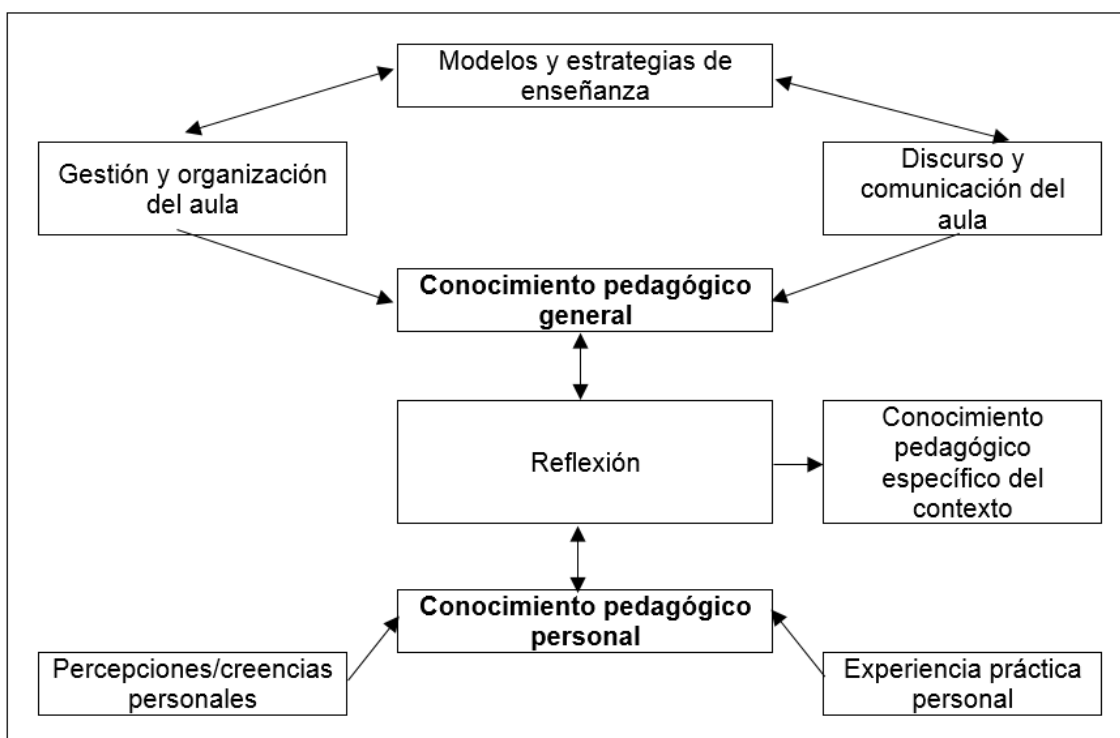 Modelos y estrategias de
enseñanza
Gestión y organización
del aula
Discurso y
comunicación del
aula
Conocimiento pedagógico
general
Reflexión
Conocimiento
pedagógico
específico del
contexto
Conocimiento pedagógico
personal
Percepciones/creencias
personales
Experiencia práctica
personal